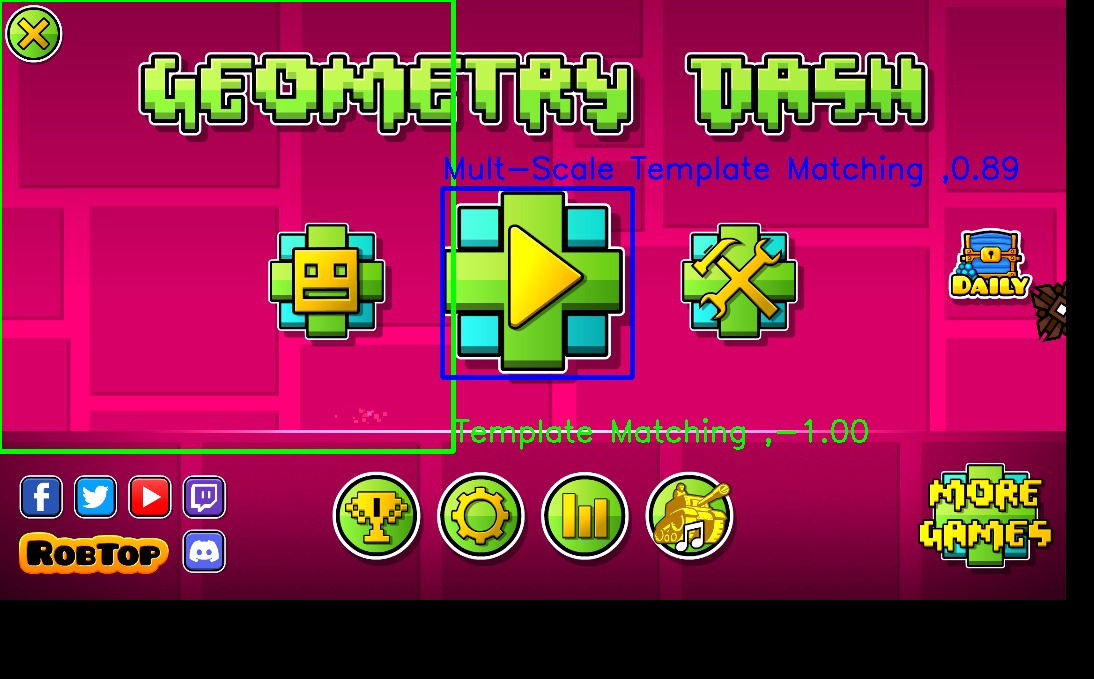 GEOMETRY DASH
Mult-Scale Template Matching ,0.89
DAILY
Template Matching ,-1.00
MORE
GAMES
ROBTOP